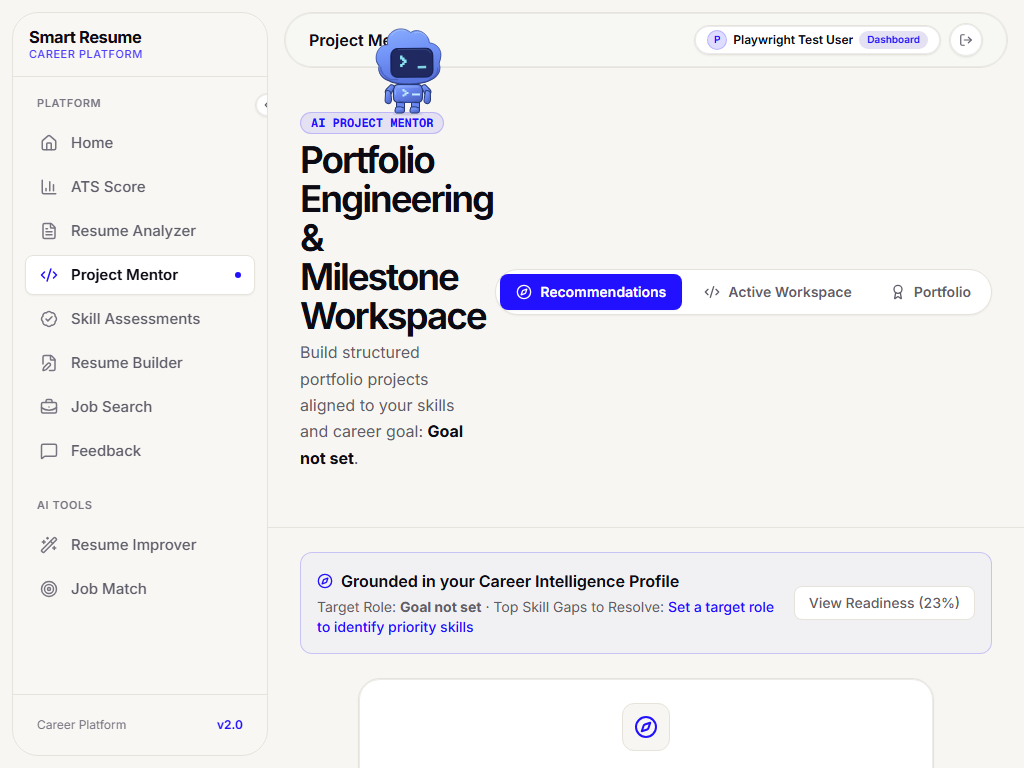 Smart Resume
CAREER PLATFORM
PLATFORM
Home
ATS Score
Resume Analyzer
Project Mentor
Skill Assessments
Resume Builder
Job Search
Feedback
AI TOOLS
Resume Improver
Job Match
Career Platform
v2.0
Project Me
P
Playwright Test User
Dashboard
AI PROJECT MENTOR
Portfolio
Engineering
&
Milestone
Workspace
Build structured
portfolio projects
aligned to your skills
and career goal: Goal
not set.
Recommendations
Active Workspace
Portfolio
Grounded in your Career Intelligence Profile
Target Role: Goal not set · Top Skill Gaps to Resolve: Set a target role
to identify priority skills
View Readiness (23%)